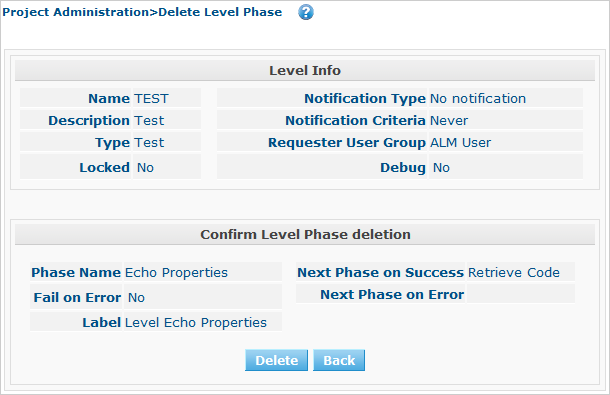 Project Administration>Delete Level Phase ?
Level Info
Name TEST Notification Type No notification
Description Test Notification Criteria Never
Type Test Requester User Group ALM User
Locked No Debug No
Confirm Level Phase deletion
Phase Name Echo Properties Next Phase on Success Retrieve Code
Fail on Error No Next Phase on Error
Label Level Echo Properties
Delete Back